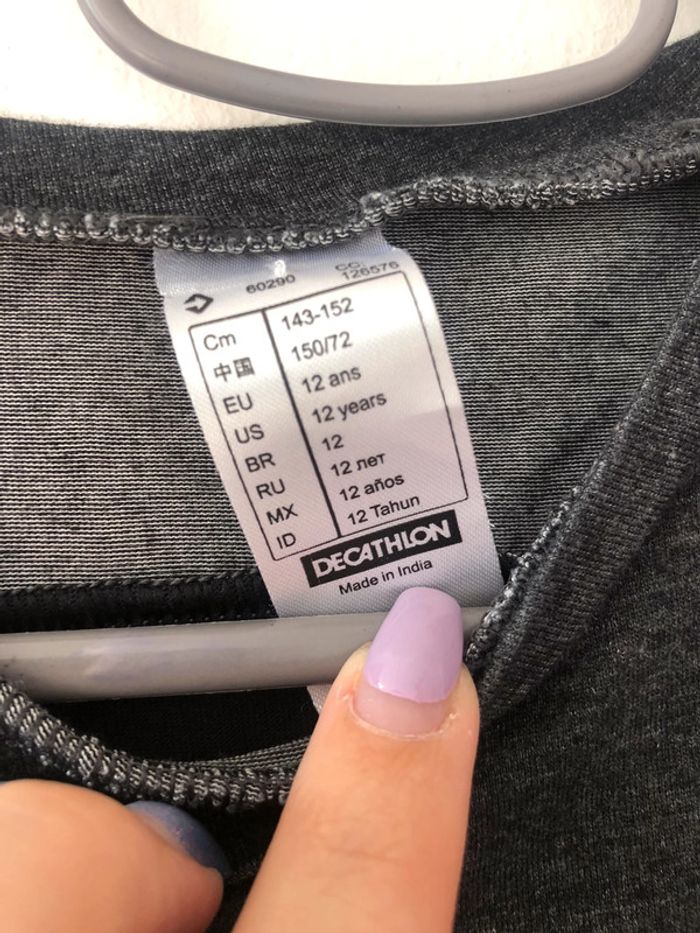 60290 CC. 126576
Cm 143-152
中国 150/72
EU 12 ans
US 12 years
BR 12
RU 12 лет
MX 12 años
ID 12 Tahun
DECATHLON
Made in India